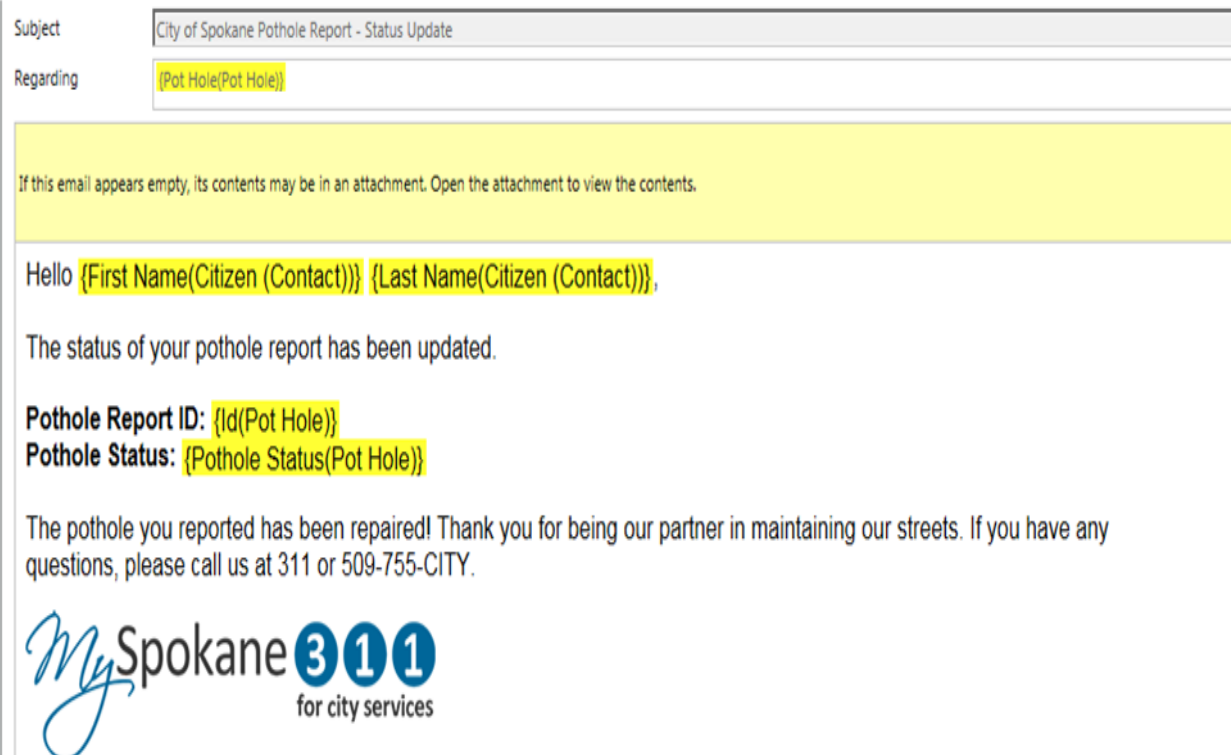 Subject City of Spokane Pothole Report - Status Update
Regarding {Pot Hole(Pot Hole)}
If this email appears empty, its contents may be in an attachment. Open the attachment to view the contents.
Hello {First Name(Citizen (Contact))} {Last Name(Citizen (Contact))},
The status of your pothole report has been updated.
Pothole Report ID: {Id(Pot Hole)}
Pothole Status: {Pothole Status(Pot Hole)}
The pothole you reported has been repaired! Thank you for being our partner in maintaining our streets. If you have any
questions, please call us at 311 or 509-755-CITY.
My Spokane 311
for city services